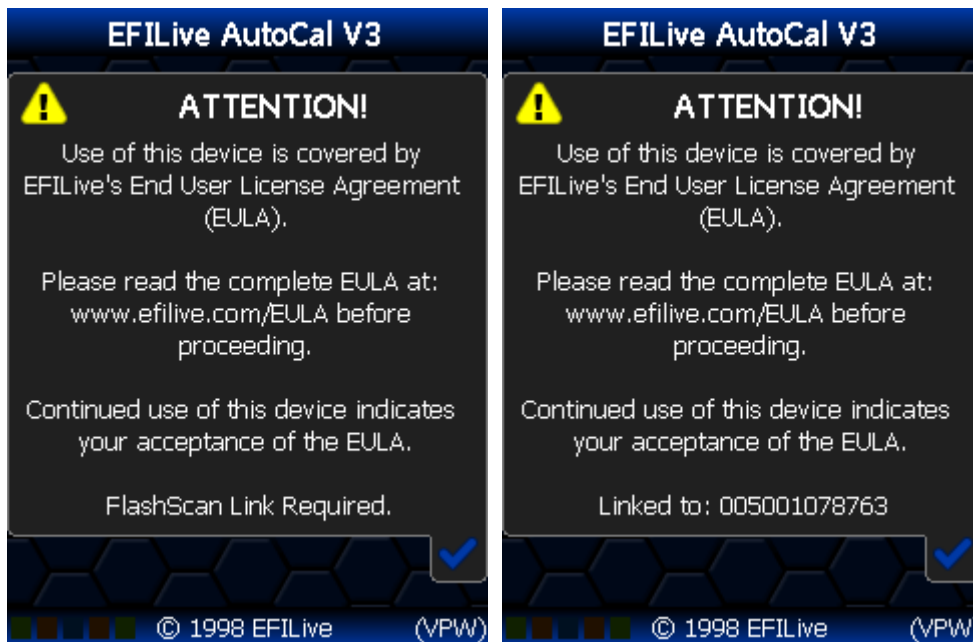 EFILive AutoCal V3
ATTENTION!
Use of this device is covered by
EFILive's End User License Agreement
(EULA).
Please read the complete EULA at:
www.efilive.com/EULA before
proceeding.
Continued use of this device indicates
your acceptance of the EULA.
FlashScan Link Required.
© 1998 EFILive (VPW)
EFILive AutoCal V3
ATTENTION!
Use of this device is covered by
EFILive's End User License Agreement
(EULA).
Please read the complete EULA at:
www.efilive.com/EULA before
proceeding.
Continued use of this device indicates
your acceptance of the EULA.
Linked to: 005001078763
© 1998 EFILive (VPW)